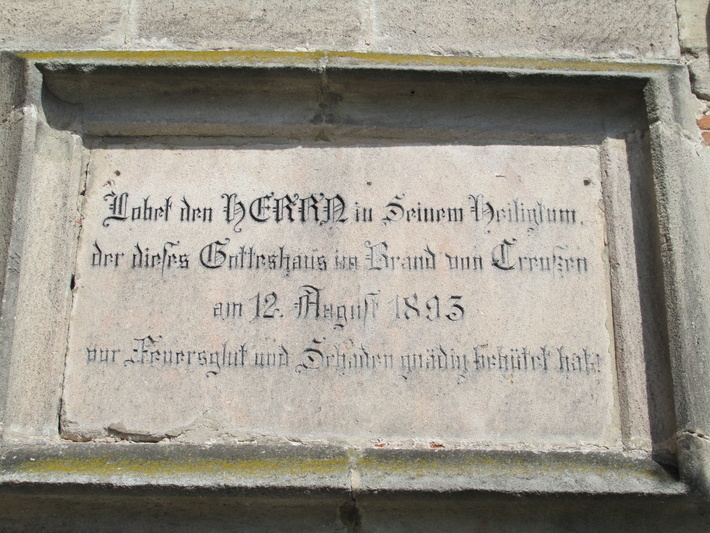 Lobet den HERRN in Seinem Heiligtum,
der dieses Gotteshaus im Brand von Creußen
am 12. August 1893
vor Feuersglut und Schaden gnädig behütet hat!